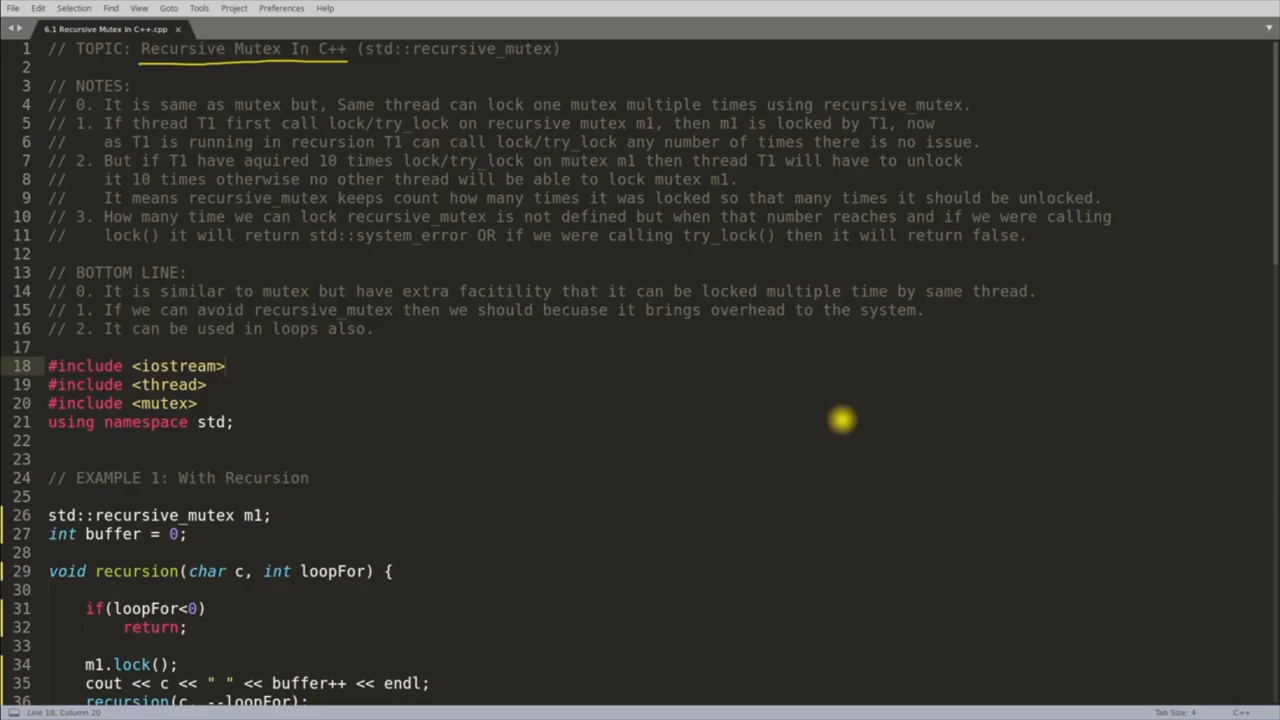 File Edit Selection Find View Goto Tools Project Preferences Help
6.1 Recursive Mutex In C++.cpp ×
1 // TOPIC: Recursive Mutex In C++ (std::recursive_mutex)
2
3 // NOTES:
4 // 0. It is same as mutex but, Same thread can lock one mutex multiple times using recursive_mutex.
5 // 1. If thread T1 first call lock/try_lock on recursive mutex m1, then m1 is locked by T1, now
6 //    as T1 is running in recursion T1 can call lock/try_lock any number of times there is no issue.
7 // 2. But if T1 have aquired 10 times lock/try_lock on mutex m1 then thread T1 will have to unlock
8 //    it 10 times otherwise no other thread will be able to lock mutex m1.
9 //    It means recursive_mutex keeps count how many times it was locked so that many times it should be unlocked.
10 // 3. How many time we can lock recursive_mutex is not defined but when that number reaches and if we were calling
11 //    lock() it will return std::system_error OR if we were calling try_lock() then it will return false.
12
13 // BOTTOM LINE:
14 // 0. It is similar to mutex but have extra facitility that it can be locked multiple time by same thread.
15 // 1. If we can avoid recursive_mutex then we should becuase it brings overhead to the system.
16 // 2. It can be used in loops also.
17
18 #include <iostream>
19 #include <thread>
20 #include <mutex>
21 using namespace std;
22
23
24 // EXAMPLE 1: With Recursion
25
26 std::recursive_mutex m1;
27 int buffer = 0;
28
29 void recursion(char c, int loopFor) {
30
31     if(loopFor<0)
32         return;
33
34     m1.lock();
35     cout << c << " " << buffer++ << endl;
36     recursion(c, --loopFor);
Line 18, Column 20 Tab Size: 4 C++